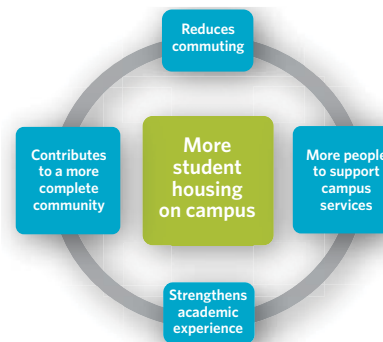 Reduces
commuting
Contributes
to a more
complete
community
More
student
housing
on campus
More people
to support
campus
services
Strengthens
academic
experience